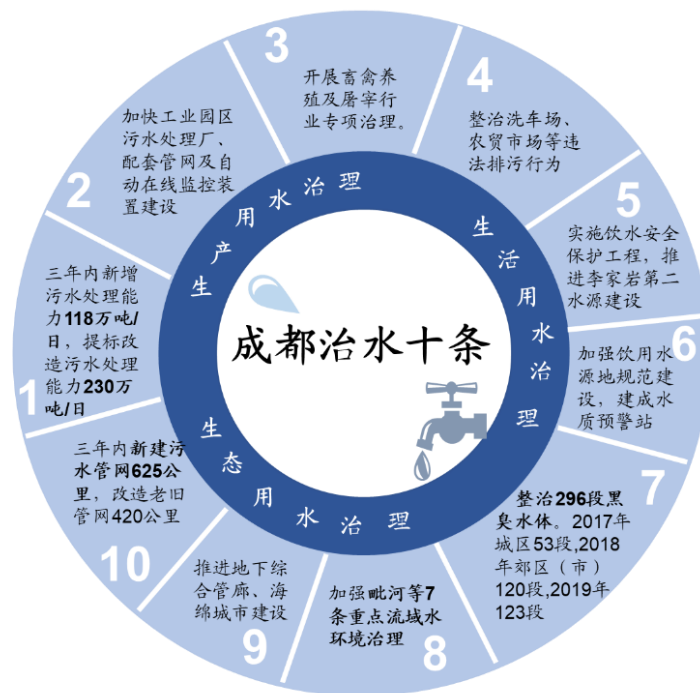 成都治水十条
生产用水治理
生活用水治理
生态用水治理
1
三年内新增
污水处理能
力118万吨/
日，提标改
造污水处理
能力230万
吨/日
2
加快工业园区
污水处理厂、
配套管网及自
动在线监控装
置建设
3
开展畜禽养
殖及屠宰行
业专项治理。
4
整治洗车场、
农贸市场等违
法排污行为
5
实施饮水安全
保护工程，推
进李家岩第二
水源建设
6
加强饮用水
源地规范建
设，建成水
质预警站
7
整治296段黑
臭水体。2017年
城区53段,2018
年郊区（市）
120段,2019年
123段
8
加强毗河等7
条重点流域水
环境治理
9
推进地下综
合管廊、海
绵城市建设
10
三年内新建污
水管网625公
里，改造老旧
管网420公里